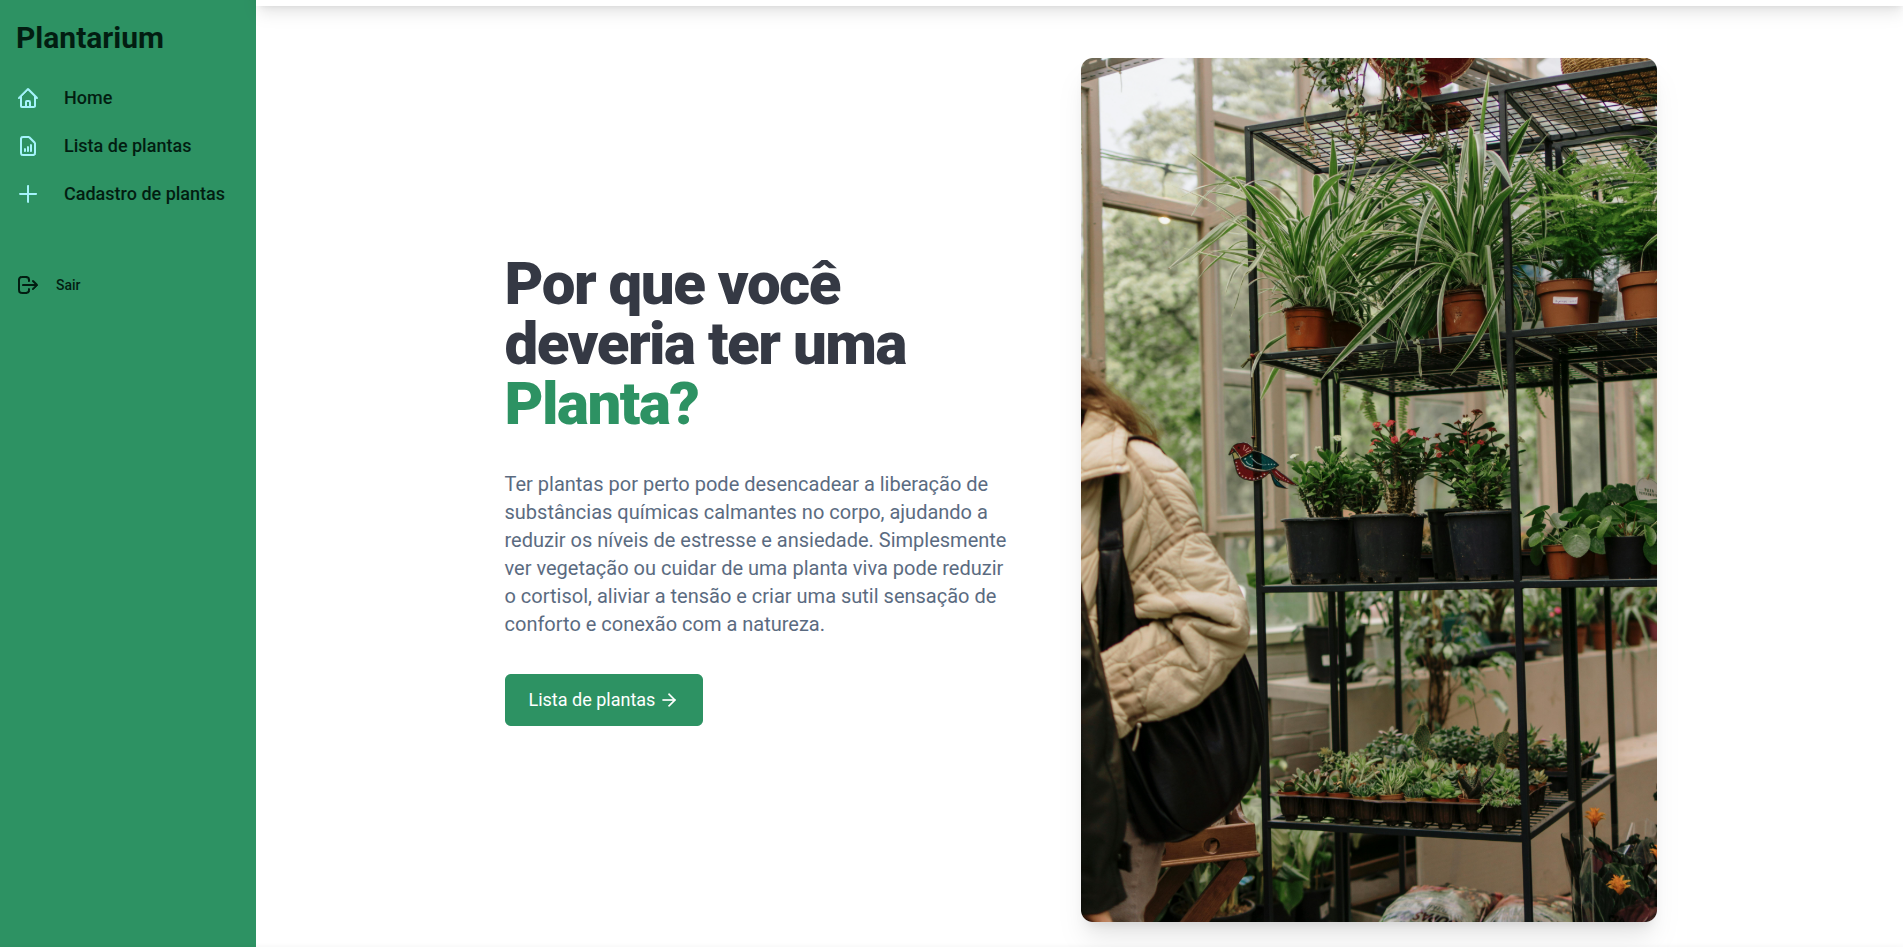 Plantarium
Home
Lista de plantas
Cadastro de plantas
Sair
Por que você
deveria ter uma
Planta?
Ter plantas por perto pode desencadear a liberação de
substâncias químicas calmantes no corpo, ajudando a
reduzir os níveis de estresse e ansiedade. Simplesmente
ver vegetação ou cuidar de uma planta viva pode reduzir
o cortisol, aliviar a tensão e criar uma sutil sensação de
conforto e conexão com a natureza.
Lista de plantas